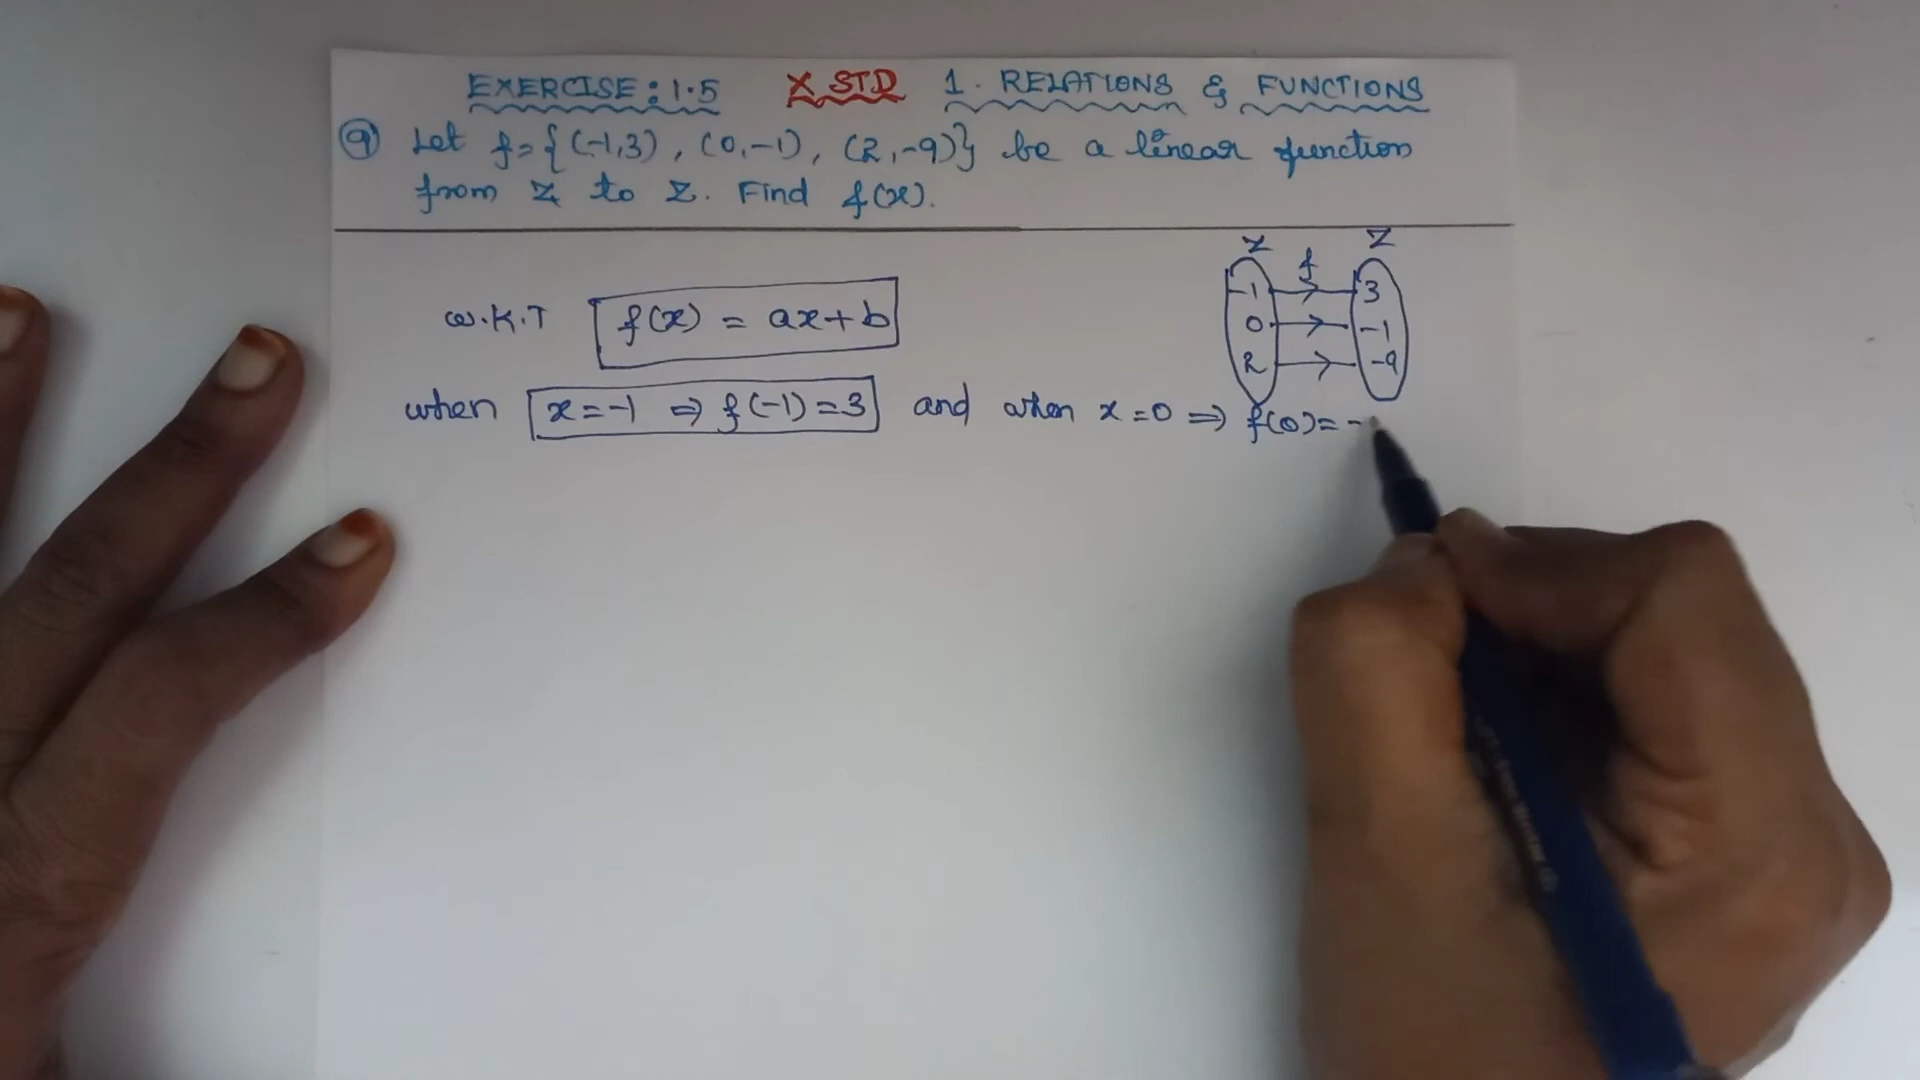 EXERCISE: 1.5 X STD 1. RELATIONS & FUNCTIONS
9 Let f={(-1,3), (0,-1), (2,-9)} be a linear function
from Z to Z. Find f(x).
Z f Z
-1 3
0 -1
2 -9
W.K.T f(x) = ax+b
when x=-1 ⇒ f(-1)=3 and when x=0 ⇒ f(0)= -